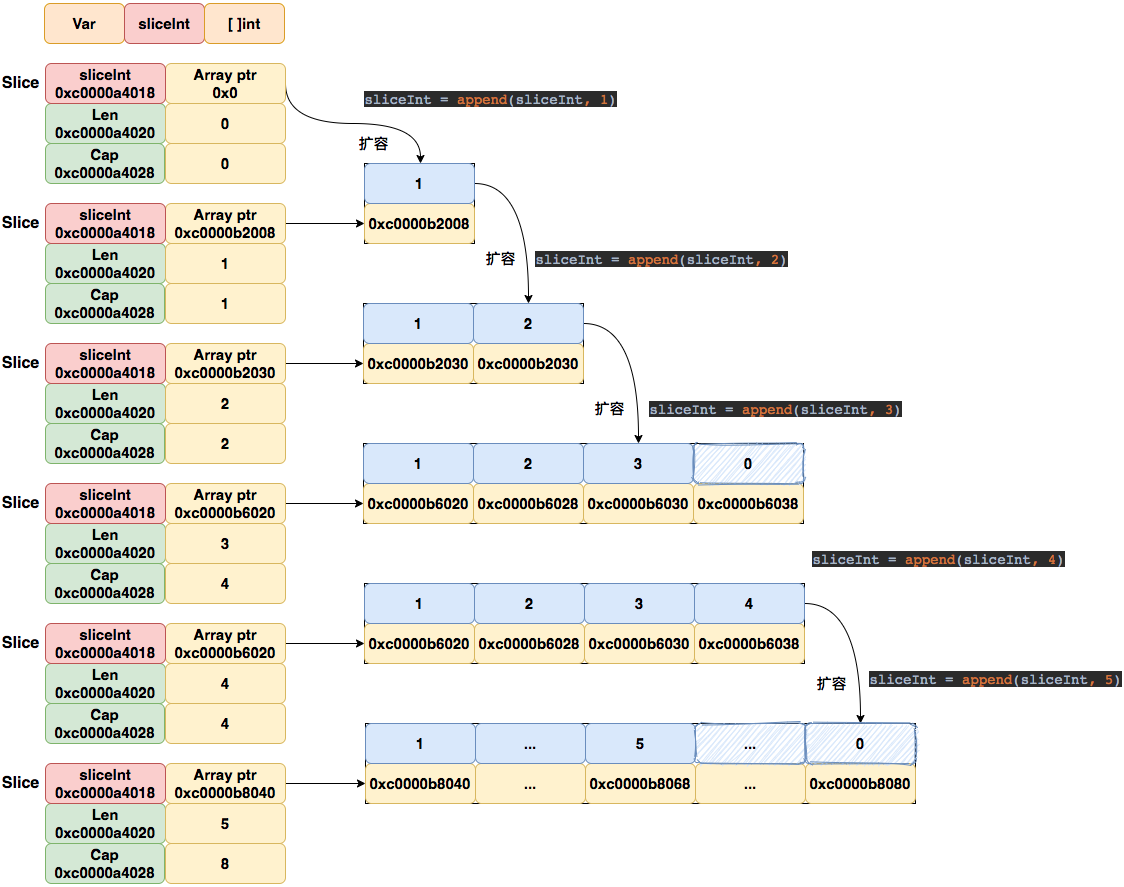 Var sliceInt [ ]int
Slice
sliceInt
0xc0000a4018
Array ptr
0x0
Len
0xc0000a4020
0
Cap
0xc0000a4028
0
sliceInt = append(sliceInt, 1)
扩容
1
0xc0000b2008
Slice
sliceInt
0xc0000a4018
Array ptr
0xc0000b2008
Len
0xc0000a4020
1
Cap
0xc0000a4028
1
扩容
sliceInt = append(sliceInt, 2)
1 2
0xc0000b2030 0xc0000b2030
Slice
sliceInt
0xc0000a4018
Array ptr
0xc0000b2030
Len
0xc0000a4020
2
Cap
0xc0000a4028
2
扩容
sliceInt = append(sliceInt, 3)
1 2 3 0
0xc0000b6020 0xc0000b6028 0xc0000b6030 0xc0000b6038
Slice
sliceInt
0xc0000a4018
Array ptr
0xc0000b6020
Len
0xc0000a4020
3
Cap
0xc0000a4028
4
sliceInt = append(sliceInt, 4)
1 2 3 4
0xc0000b6020 0xc0000b6028 0xc0000b6030 0xc0000b6038
Slice
sliceInt
0xc0000a4018
Array ptr
0xc0000b6020
Len
0xc0000a4020
4
Cap
0xc0000a4028
4
扩容
sliceInt = append(sliceInt, 5)
1 ... 5 ... 0
0xc0000b8040 ... 0xc0000b8068 ... 0xc0000b8080
Slice
sliceInt
0xc0000a4018
Array ptr
0xc0000b8040
Len
0xc0000a4020
5
Cap
0xc0000a4028
8